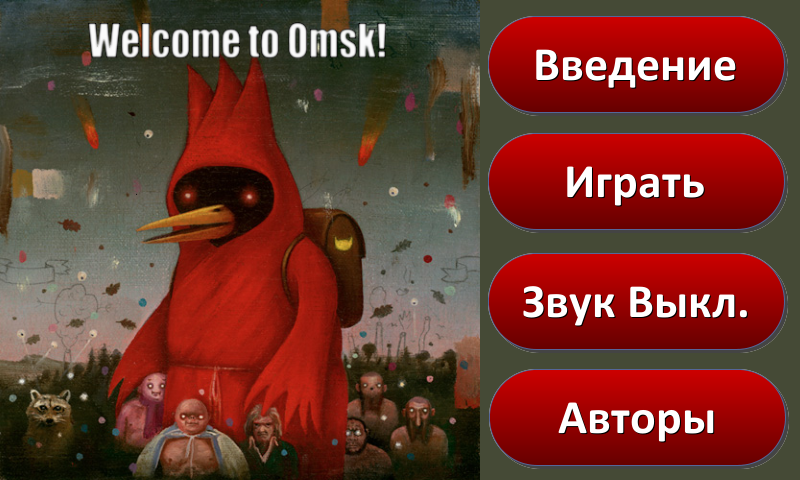 Welcome to Omsk!
Введение
Играть
Звук Выкл.
Авторы